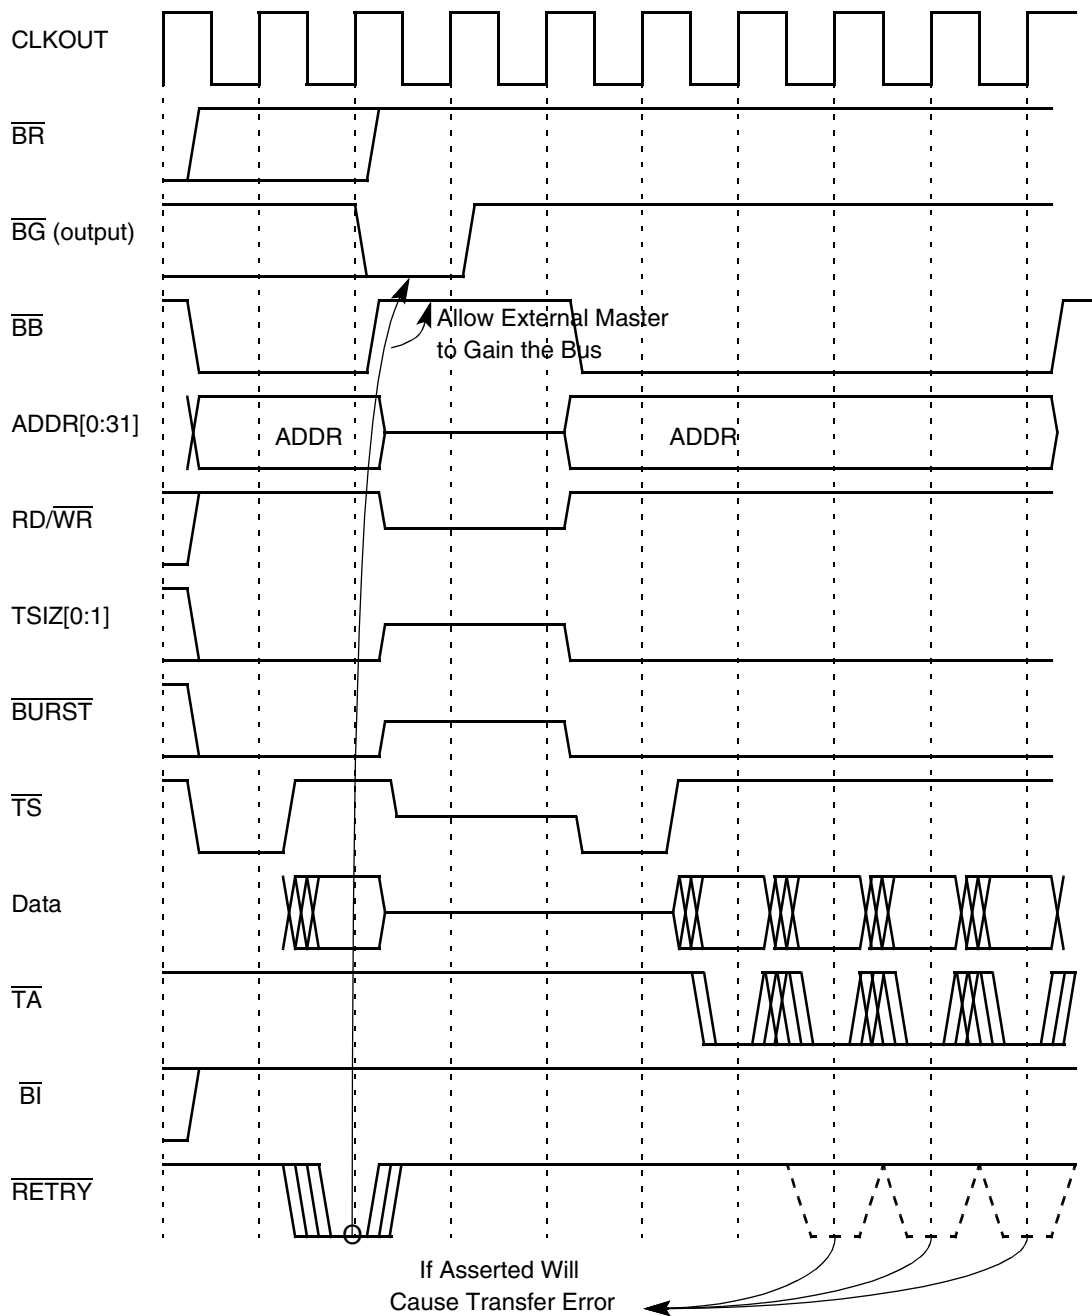 CLKOUT
BR
BG (output)
BB
Allow External Master
to Gain the Bus
ADDR[0:31]
ADDR
ADDR
RD/WR
TSIZ[0:1]
BURST
TS
Data
TA
BI
RETRY
If Asserted Will
Cause Transfer Error